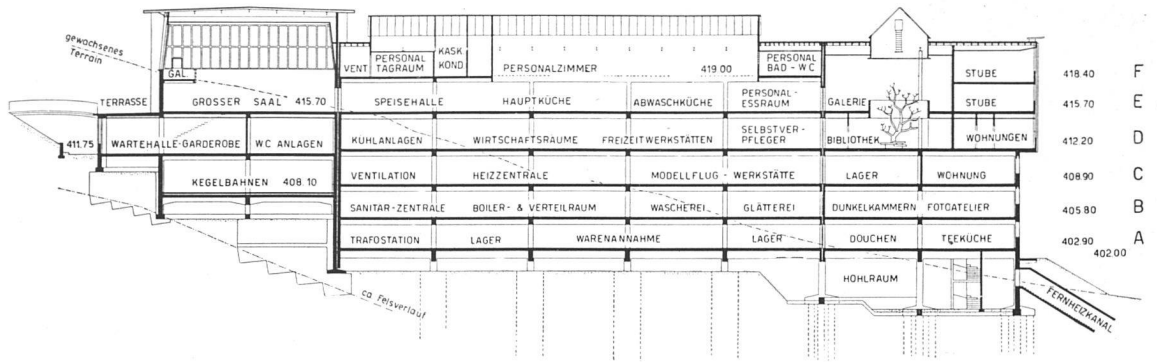 gewachsenes
Terrain
GAL.
VENT
PERSONAL
TAGRAUM
KASK
KOND
PERSONALZIMMER 419.00
PERSONAL
BAD - WC
STUBE 418.40 F
TERRASSE GROSSER SAAL 415.70 SPEISEHALLE HAUPTKÜCHE ABWASCHKÜCHE
PERSONAL-
ESSRAUM
GALERIE STUBE 415.70 E
411.75 WARTEHALLE-GARDEROBE WC ANLAGEN KÜHLANLAGEN WIRTSCHAFTSRÄUME FREIZEITWERKSTÄTTEN
SELBSTVER-
PFLEGER
BIBLIOTHEK WOHNUNGEN 412.20 D
KEGELBAHNEN 408.10 VENTILATION HEIZZENTRALE MODELLFLUG - WERKSTÄTTE LAGER WOHNUNG 408.90 C
SANITÄR-ZENTRALE BOILER- & VERTEILRAUM WÄSCHEREI GLÄTTEREI DUNKELKAMMERN FOTOATELIER 405.80 B
TRAFOSTATION LAGER WARENANNAHME LAGER DOUCHEN TEEKÜCHE 402.90 A
402.00
HOHLRAUM
ca Felsverlauf
FERNHEIZKANAL